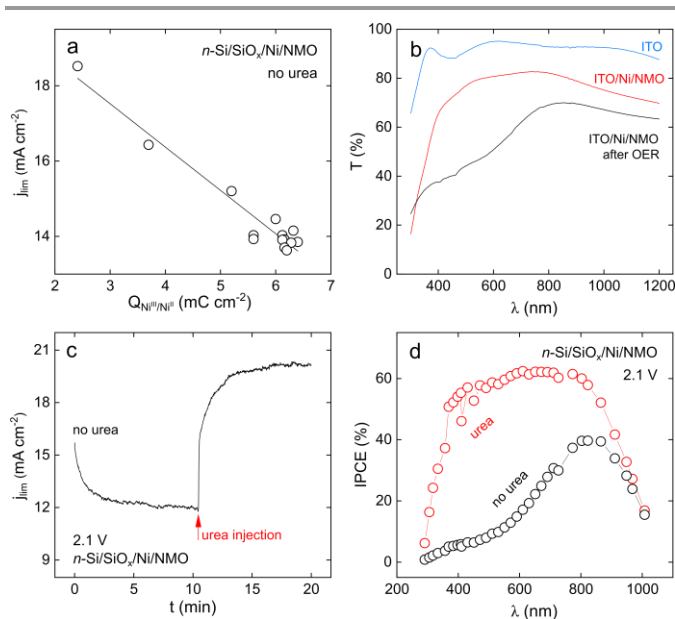 a
n-Si/SiOₓ/Ni/NMO
no urea
18
16
14
2
3
4
5
6
7
j_lim (mA cm⁻²)
Q_Niᴵᴵᴵ/Niᴵᴵ (mC cm⁻²)
b
ITO
ITO/Ni/NMO
ITO/Ni/NMO
after OER
100
80
60
40
20
0
400
600
800
1000
1200
T (%)
λ (nm)
c
no urea
urea injection
2.1 V
n-Si/SiOₓ/Ni/NMO
21
18
15
12
9
0
5
10
15
20
j_lim (mA cm⁻²)
t (min)
d
n-Si/SiOₓ/Ni/NMO
2.1 V
urea
no urea
60
40
20
0
200
400
600
800
1000
IPCE (%)
λ (nm)